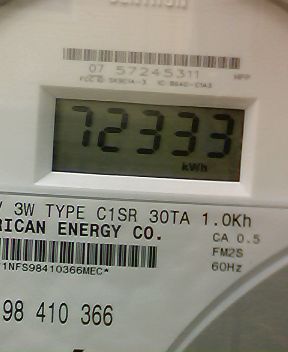 07 57245311
72333
kWh
V 3W TYPE C1SR 30TA 1.0Kh
RICAN ENERGY CO.
CA 0.5
FM2S
60Hz
1NFS98410366MEC*
98 410 366